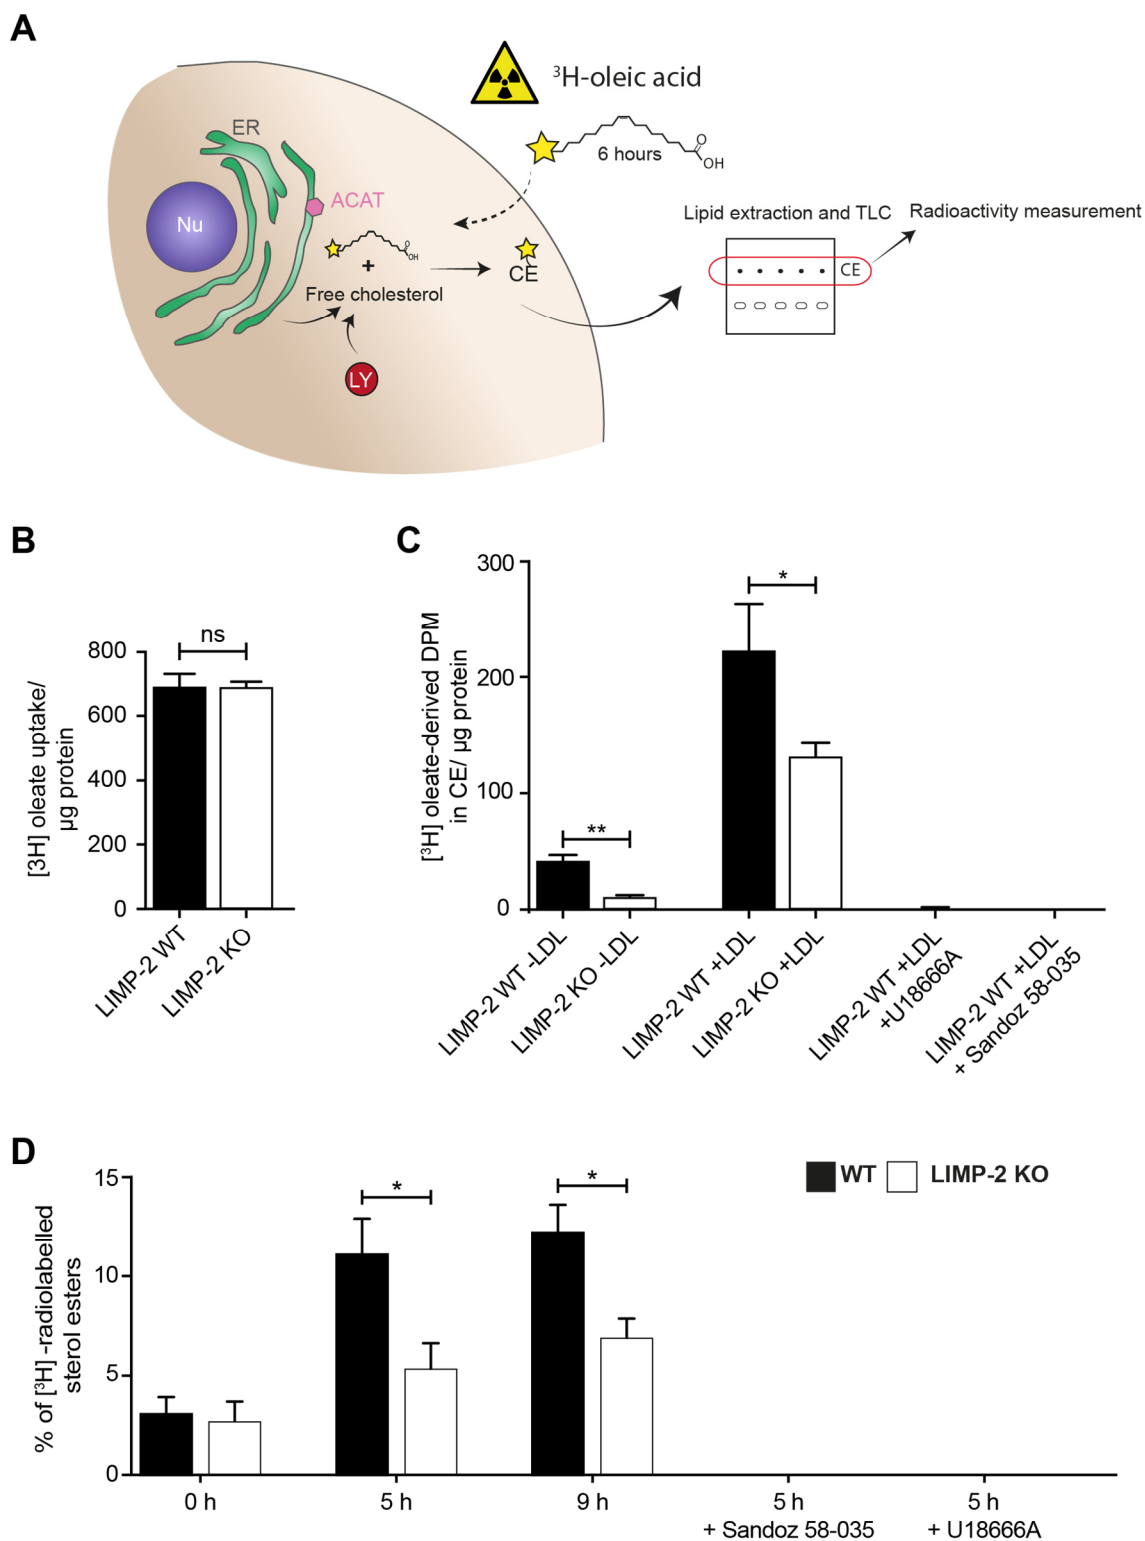 A
³H-oleic acid
6 hours
O
OH
ER
ACAT
Nu
O
OH
+
Free cholesterol
CE
LY
Lipid extraction and TLC
Radioactivity measurement
CE
B
[3H] oleate uptake/
µg protein
800
600
400
200
0
ns
LIMP-2 WT
LIMP-2 KO
C
[³H] oleate-derived DPM
in CE/ µg protein
300
200
100
0
**
*
LIMP-2 WT -LDL
LIMP-2 KO -LDL
LIMP-2 WT +LDL
LIMP-2 KO +LDL
LIMP-2 WT +LDL
+U18666A
LIMP-2 WT +LDL
+ Sandoz 58-035
D
% of [³H] -radiolabelled
sterol esters
15
10
5
0
*
*
WT
LIMP-2 KO
0 h
5 h
9 h
5 h
+ Sandoz 58-035
5 h
+ U18666A